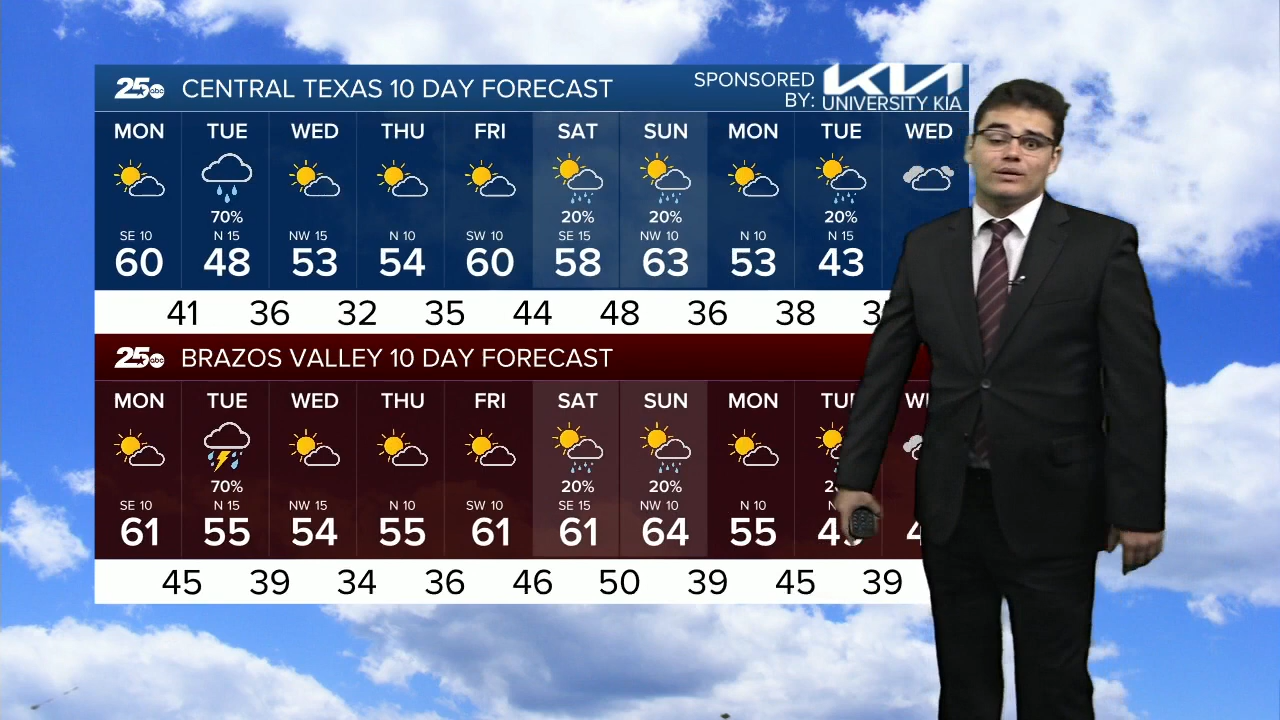 25 abc CENTRAL TEXAS 10 DAY FORECAST SPONSORED BY: KIA UNIVERSITY KIA
MON TUE WED THU FRI SAT SUN MON TUE WED
70% 20% 20% 20%
SE 10 N 15 NW 15 N 10 SW 10 SE 15 NW 10 N 10 N 15
60 48 53 54 60 58 63 53 43
41 36 32 35 44 48 36 38
25 abc BRAZOS VALLEY 10 DAY FORECAST
MON TUE WED THU FRI SAT SUN MON
70% 20% 20%
SE 10 N 15 NW 15 N 10 SW 10 SE 15 NW 10 N 10
61 55 54 55 61 61 64 55
45 39 34 36 46 50 39 45 39